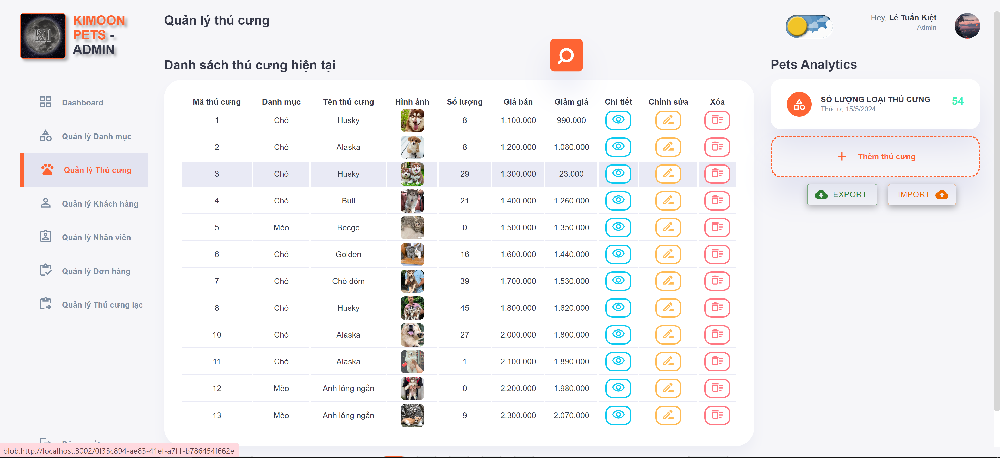 KIMOON
PETS -
ADMIN
Quản lý thú cưng
Hey, Lê Tuấn Kiệt
Admin
Dashboard
Quản lý Danh mục
Quản lý Thú cưng
Quản lý Khách hàng
Quản lý Nhân viên
Quản lý Đơn hàng
Quản lý Thú cưng lạc
Danh sách thú cưng hiện tại
Mã thú cưng Danh mục Tên thú cưng Hình ảnh Số lượng Giá bán Giảm giá Chi tiết Chỉnh sửa Xóa
1 Chó Husky 8 1.100.000 990.000
2 Chó Alaska 8 1.200.000 1.080.000
3 Chó Husky 29 1.300.000 23.000
4 Chó Bull 21 1.400.000 1.260.000
5 Mèo Becge 0 1.500.000 1.350.000
6 Chó Golden 16 1.600.000 1.440.000
7 Chó Chó đóm 39 1.700.000 1.530.000
8 Chó Husky 45 1.800.000 1.620.000
10 Chó Alaska 27 2.000.000 1.800.000
11 Chó Alaska 1 2.100.000 1.890.000
12 Mèo Anh lông ngắn 0 2.200.000 1.980.000
13 Mèo Anh lông ngắn 9 2.300.000 2.070.000
Pets Analytics
SỐ LƯỢNG LOẠI THÚ CƯNG 54
Thứ tư, 15/5/2024
Thêm thú cưng
EXPORT IMPORT
blob:http://localhost:3002/0f33c894-ae83-41ef-a7f1-b786454f662e